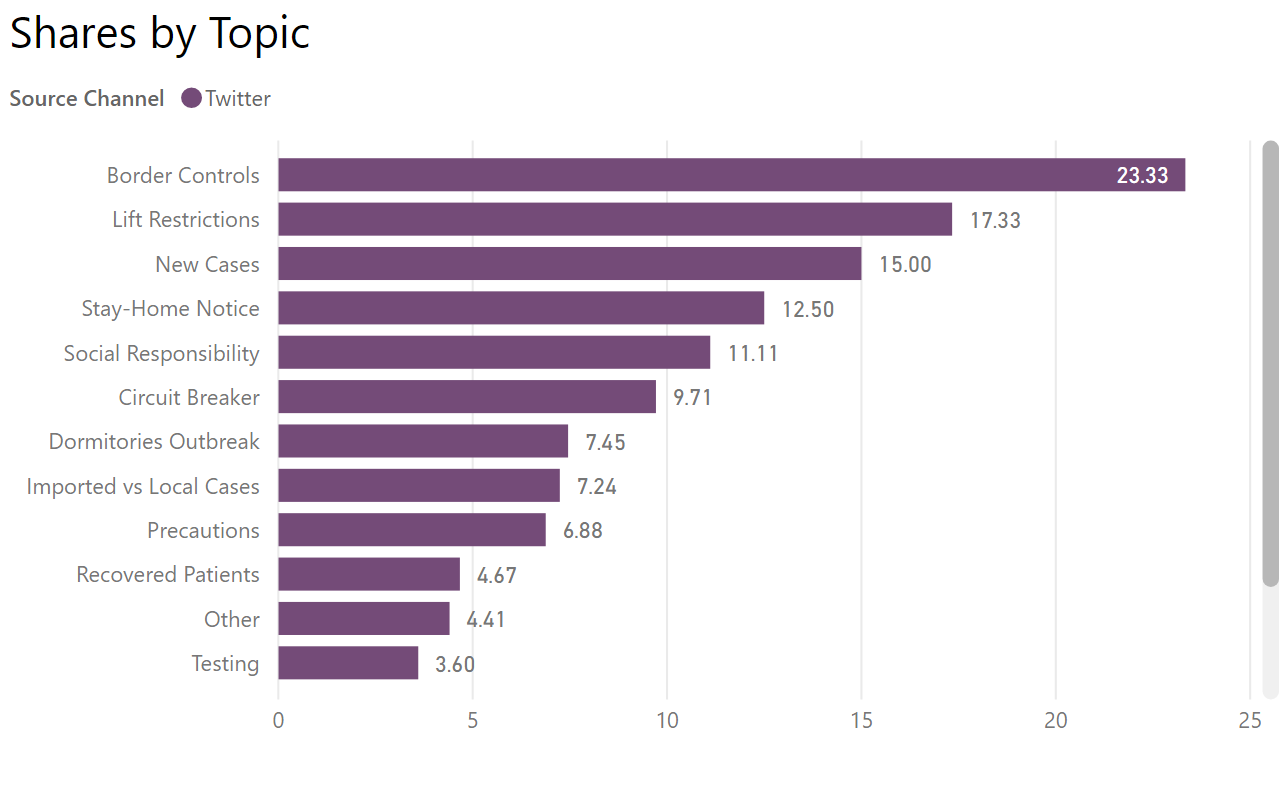 Shares by Topic
Source Channel Twitter
Border Controls 23.33
Lift Restrictions 17.33
New Cases 15.00
Stay-Home Notice 12.50
Social Responsibility 11.11
Circuit Breaker 9.71
Dormitories Outbreak 7.45
Imported vs Local Cases 7.24
Precautions 6.88
Recovered Patients 4.67
Other 4.41
Testing 3.60
0 5 10 15 20 25